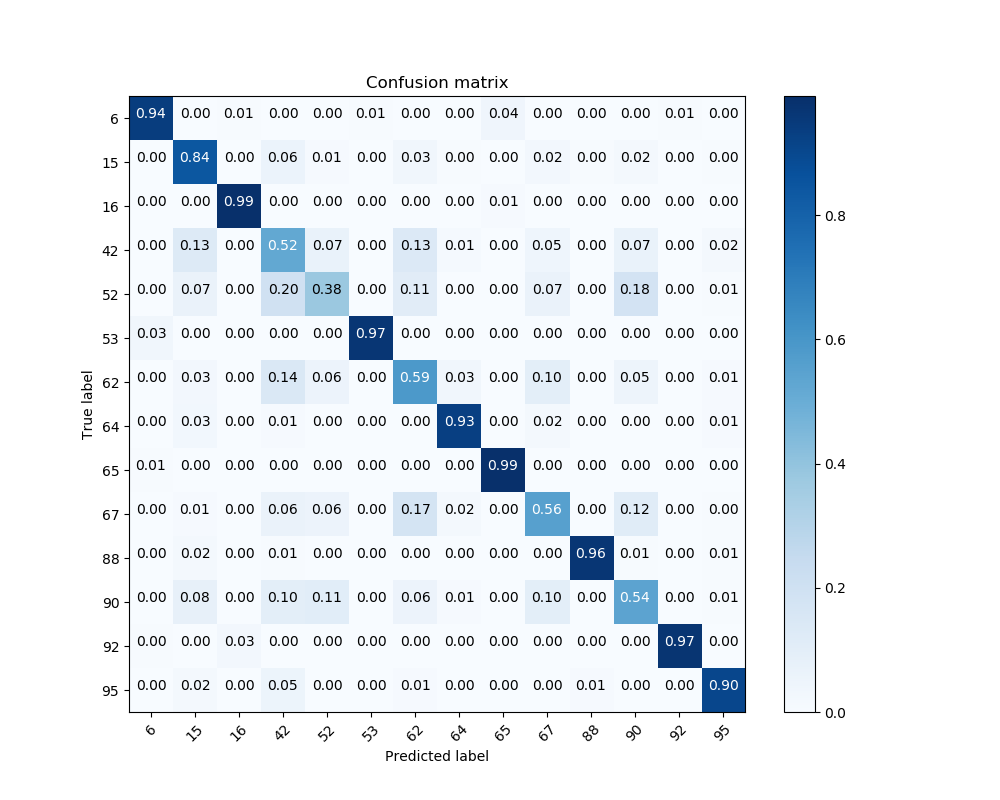 Confusion matrix
6 0.94 0.00 0.01 0.00 0.00 0.01 0.00 0.00 0.04 0.00 0.00 0.00 0.01 0.00
15 0.00 0.84 0.00 0.06 0.01 0.00 0.03 0.00 0.00 0.02 0.00 0.02 0.00 0.00
16 0.00 0.00 0.99 0.00 0.00 0.00 0.00 0.00 0.01 0.00 0.00 0.00 0.00 0.00
42 0.00 0.13 0.00 0.52 0.07 0.00 0.13 0.01 0.00 0.05 0.00 0.07 0.00 0.02
52 0.00 0.07 0.00 0.20 0.38 0.00 0.11 0.00 0.00 0.07 0.00 0.18 0.00 0.01
53 0.03 0.00 0.00 0.00 0.00 0.97 0.00 0.00 0.00 0.00 0.00 0.00 0.00 0.00
62 0.00 0.03 0.00 0.14 0.06 0.00 0.59 0.03 0.00 0.10 0.00 0.05 0.00 0.01
64 0.00 0.03 0.00 0.01 0.00 0.00 0.00 0.93 0.00 0.02 0.00 0.00 0.00 0.01
65 0.01 0.00 0.00 0.00 0.00 0.00 0.00 0.00 0.99 0.00 0.00 0.00 0.00 0.00
67 0.00 0.01 0.00 0.06 0.06 0.00 0.17 0.02 0.00 0.56 0.00 0.12 0.00 0.00
88 0.00 0.02 0.00 0.01 0.00 0.00 0.00 0.00 0.00 0.00 0.96 0.01 0.00 0.01
90 0.00 0.08 0.00 0.10 0.11 0.00 0.06 0.01 0.00 0.10 0.00 0.54 0.00 0.01
92 0.00 0.00 0.03 0.00 0.00 0.00 0.00 0.00 0.00 0.00 0.00 0.00 0.97 0.00
95 0.00 0.02 0.00 0.05 0.00 0.00 0.01 0.00 0.00 0.00 0.01 0.00 0.00 0.90
6 15 16 42 52 53 62 64 65 67 88 90 92 95
Predicted label
True label
0.8
0.6
0.4
0.2
0.0